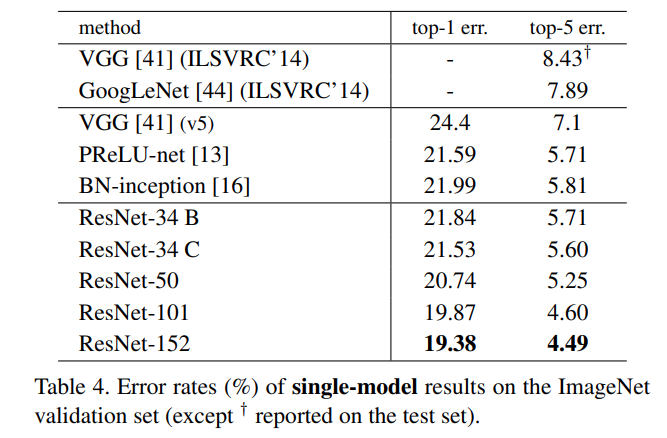 method top-1 err. top-5 err.
VGG [41] (ILSVRC’14) - 8.43†
GoogLeNet [44] (ILSVRC’14) - 7.89
VGG [41] (v5) 24.4 7.1
PReLU-net [13] 21.59 5.71
BN-inception [16] 21.99 5.81
ResNet-34 B 21.84 5.71
ResNet-34 C 21.53 5.60
ResNet-50 20.74 5.25
ResNet-101 19.87 4.60
ResNet-152 19.38 4.49
Table 4. Error rates (%) of single-model results on the ImageNet
validation set (except † reported on the test set).